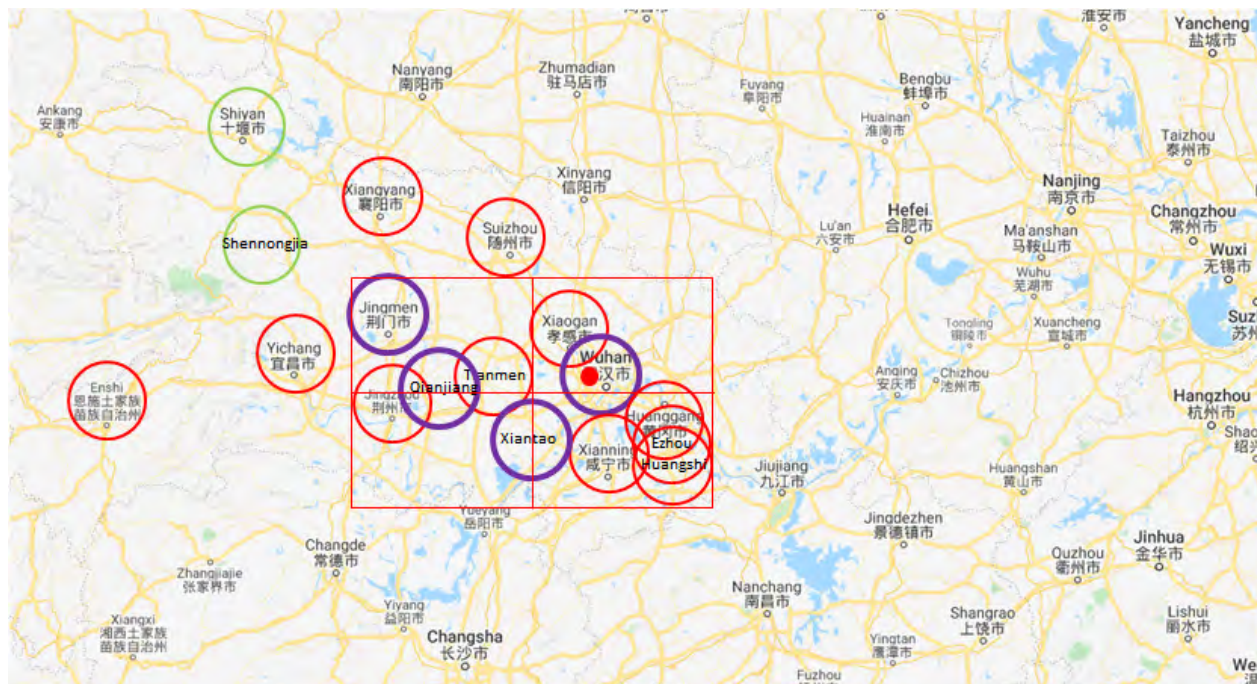 Yancheng
盐城市
淮安市
Nanyang
南阳市
Zhumadian
驻马店市
Fuyang
阜阳市
Bengbu
蚌埠市
Ankang
安康市
Shiyan
十堰市
Huainan
淮南市
Taizhou
泰州市
Xiangyang
襄阳市
Xinyang
信阳市
Nanjing
南京市
Suizhou
随州市
Lu'an
六安市
Hefei
合肥市
Ma'anshan
马鞍山市
Changzhou
常州市
Shennongjia
Wuxi
无锡市
Wuhu
芜湖市
Jingmen
荆门市
Xiaogan
孝感市
Tongling
铜陵市
Xuancheng
宣城市
Suz
苏州
Yichang
宜昌市
Wuhan
汉市
Tianmen
Qianjiang
Anqing
安庆市
Chizhou
池州市
Enshi
恩施土家族
苗族自治州
Jingzhou
荆州市
Hangzhou
杭州市
Huanggang
黄冈市
Xiantao
Ezhou
Shao
绍兴
Xianning
咸宁市
Huangshi
Jiujiang
九江市
Huangshan
黄山市
Yueyang
岳阳市
Jingdezhen
景德镇市
Changde
常德市
Jinhua
金华市
Quzhou
衢州市
Zhangjiajie
张家界市
Nanchang
南昌市
Yiyang
益阳市
Shangrao
上饶市
Lishui
丽水市
Xiangxi
湘西土家族
苗族自治州
Changsha
长沙市
Yingtan
鹰潭市
Fuzhou
We